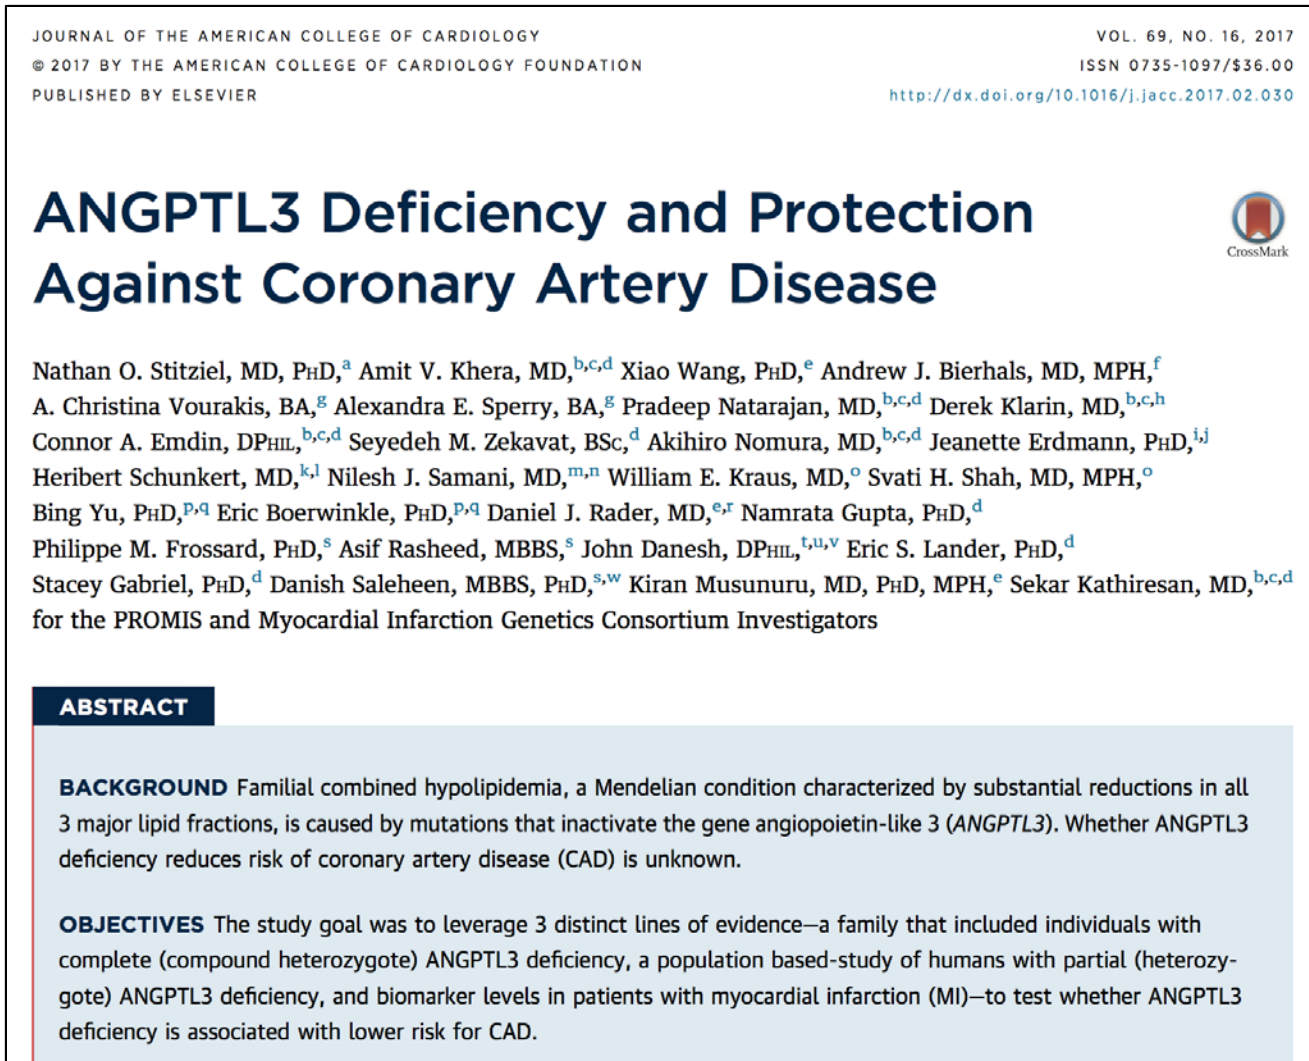 JOURNAL OF THE AMERICAN COLLEGE OF CARDIOLOGY
© 2017 BY THE AMERICAN COLLEGE OF CARDIOLOGY FOUNDATION
PUBLISHED BY ELSEVIER
VOL. 69, NO. 16, 2017
ISSN 0735-1097/$36.00
http://dx.doi.org/10.1016/j.jacc.2017.02.030
ANGPTL3 Deficiency and Protection
Against Coronary Artery Disease
CrossMark
Nathan O. Stitziel, MD, PhD,a Amit V. Khera, MD,b,c,d Xiao Wang, PhD,e Andrew J. Bierhals, MD, MPH,f
A. Christina Vourakis, BA,g Alexandra E. Sperry, BA,g Pradeep Natarajan, MD,b,c,d Derek Klarin, MD,b,c,h
Connor A. Emdin, DPhil,b,c,d Seyedeh M. Zekavat, BSc,d Akihiro Nomura, MD,b,c,d Jeanette Erdmann, PhD,i,j
Heribert Schunkert, MD,k,l Nilesh J. Samani, MD,m,n William E. Kraus, MD,o Svati H. Shah, MD, MPH,o
Bing Yu, PhD,p,q Eric Boerwinkle, PhD,p,q Daniel J. Rader, MD,e,r Namrata Gupta, PhD,d
Philippe M. Frossard, PhD,s Asif Rasheed, MBBS,s John Danesh, DPhil,t,u,v Eric S. Lander, PhD,d
Stacey Gabriel, PhD,d Danish Saleheen, MBBS, PhD,s,w Kiran Musunuru, MD, PhD, MPH,e Sekar Kathiresan, MD,b,c,d
for the PROMIS and Myocardial Infarction Genetics Consortium Investigators
ABSTRACT
BACKGROUND Familial combined hypolipidemia, a Mendelian condition characterized by substantial reductions in all
3 major lipid fractions, is caused by mutations that inactivate the gene angiopoietin-like 3 (ANGPTL3). Whether ANGPTL3
deficiency reduces risk of coronary artery disease (CAD) is unknown.
OBJECTIVES The study goal was to leverage 3 distinct lines of evidence—a family that included individuals with
complete (compound heterozygote) ANGPTL3 deficiency, a population based-study of humans with partial (heterozy-
gote) ANGPTL3 deficiency, and biomarker levels in patients with myocardial infarction (MI)—to test whether ANGPTL3
deficiency is associated with lower risk for CAD.